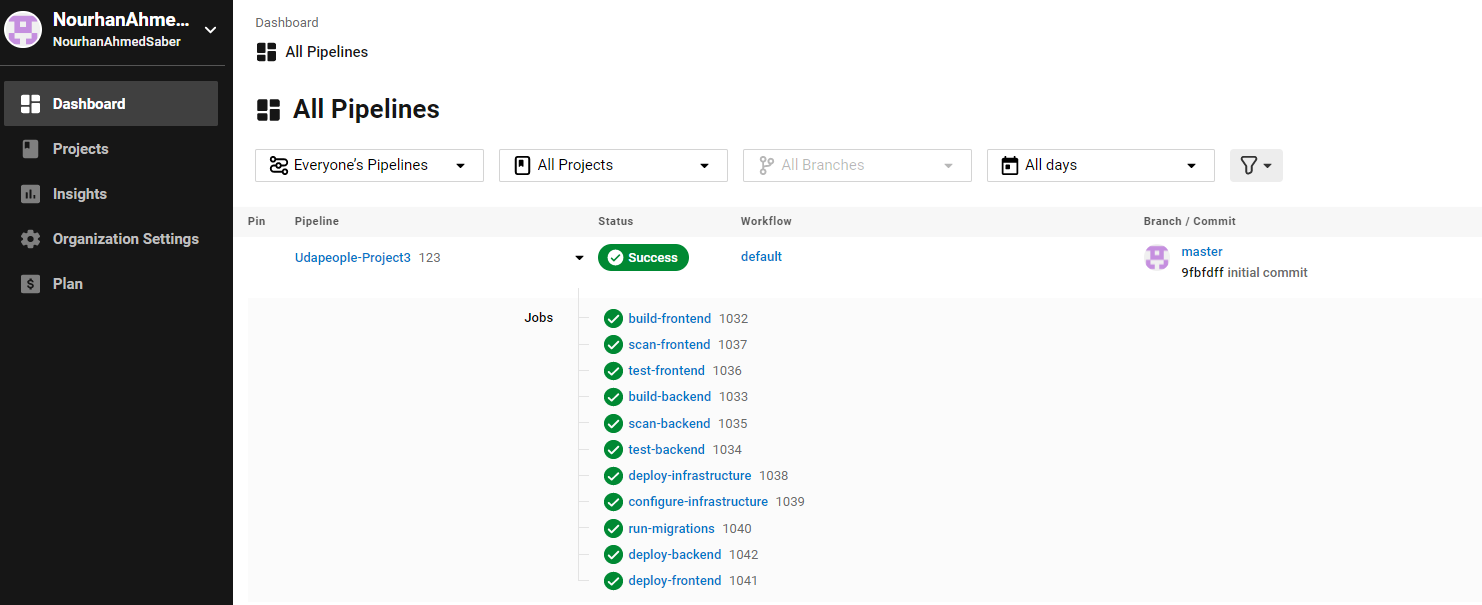 NourhanAhme...
NourhanAhmedSaber
Dashboard
Projects
Insights
Organization Settings
Plan
Dashboard
All Pipelines
All Pipelines
Everyone's Pipelines
All Projects
All Branches
All days
Pin Pipeline Status Workflow Branch / Commit
Udapeople-Project3 123 Success default master
9fbfdff initial commit
Jobs
build-frontend 1032
scan-frontend 1037
test-frontend 1036
build-backend 1033
scan-backend 1035
test-backend 1034
deploy-infrastructure 1038
configure-infrastructure 1039
run-migrations 1040
deploy-backend 1042
deploy-frontend 1041